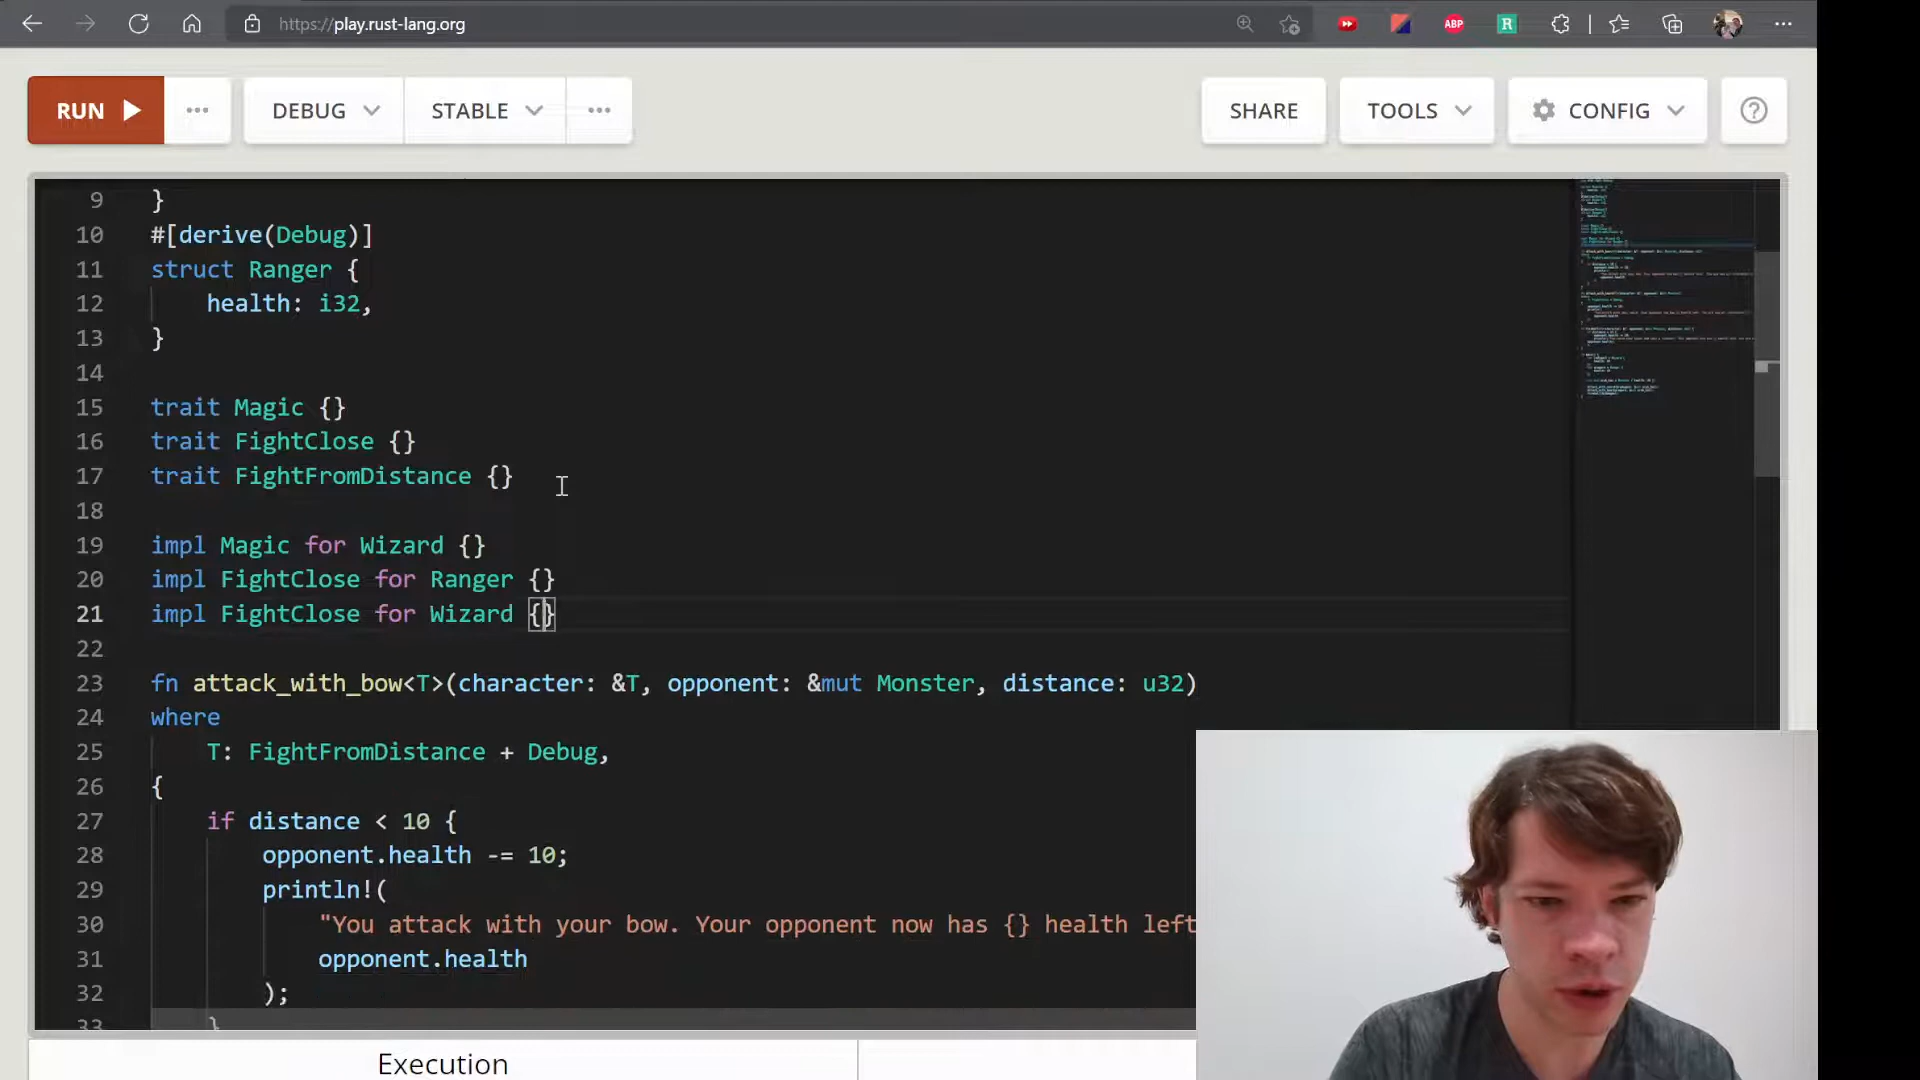 https://play.rust-lang.org
ABP
R
RUN
DEBUG
STABLE
SHARE
TOOLS
CONFIG
9 }
10 #[derive(Debug)]
11 struct Ranger {
12 health: i32,
13 }
14
15 trait Magic {}
16 trait FightClose {}
17 trait FightFromDistance {}
18
19 impl Magic for Wizard {}
20 impl FightClose for Ranger {}
21 impl FightClose for Wizard {}
22
23 fn attack_with_bow<T>(character: &T, opponent: &mut Monster, distance: u32)
24 where
25 T: FightFromDistance + Debug,
26 {
27 if distance < 10 {
28 opponent.health -= 10;
29 println!(
30 "You attack with your bow. Your opponent now has {} health left
31 opponent.health
32 );
33 }
Execution